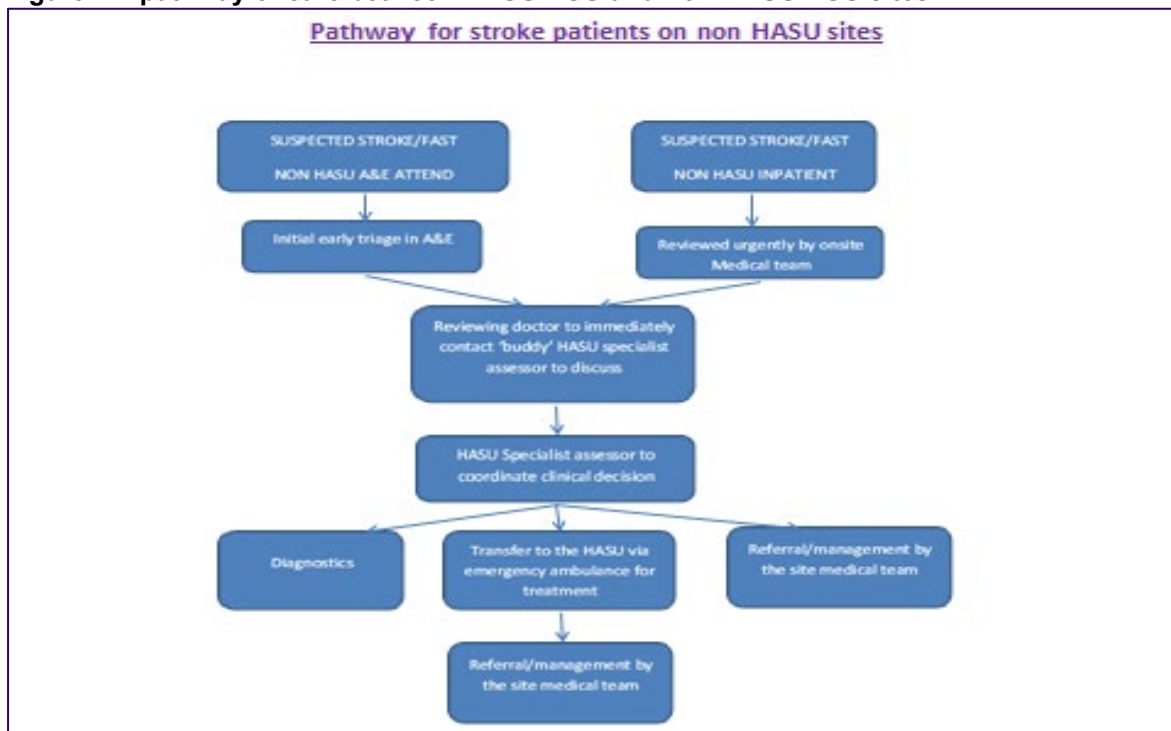 Pathway for stroke patients on non HASU sites
SUSPECTED STROKE/FAST
NON HASU A&E ATTEND
SUSPECTED STROKE/FAST
NON HASU INPATIENT
Initial early triage in A&E
Reviewed urgently by onsite
Medical team
Reviewing doctor to immediately
contact 'buddy' HASU specialist
assessor to discuss
HASU Specialist assessor to
coordinate clinical decision
Diagnostics
Transfer to the HASU via
emergency ambulance for
treatment
Referral/management by
the site medical team
Referral/management by
the site medical team